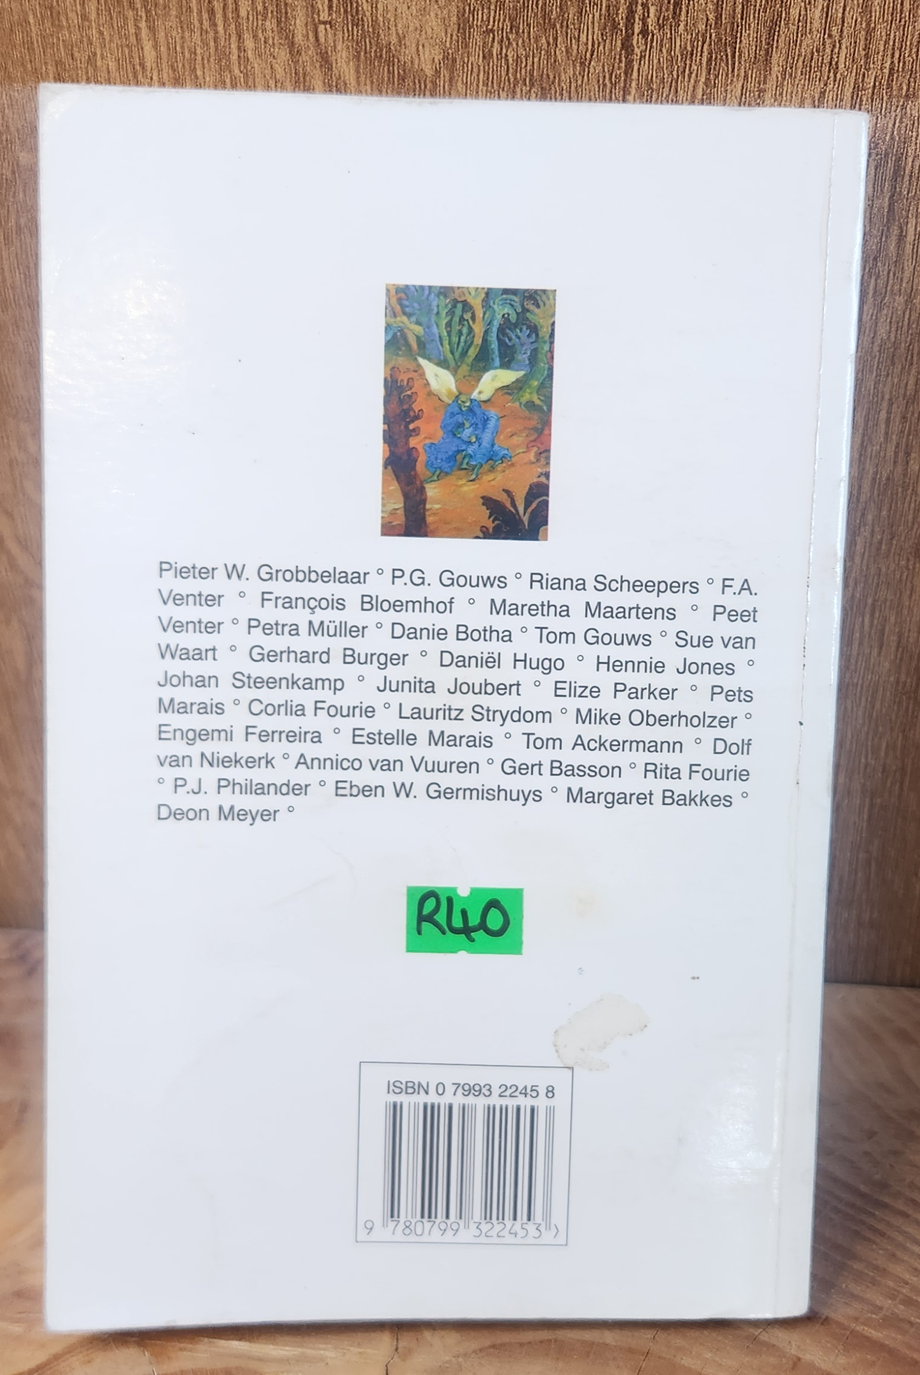 Pieter W. Grobbelaar ° P.G. Gouws ° Riana Scheepers ° F.A.
Venter ° François Bloemhof ° Maretha Maartens ° Peet
Venter ° Petra Müller ° Danie Botha ° Tom Gouws ° Sue van
Waart ° Gerhard Burger ° Daniël Hugo ° Hennie Jones °
Johan Steenkamp ° Junita Joubert ° Elize Parker ° Pets
Marais ° Corlia Fourie ° Lauritz Strydom ° Mike Oberholzer °
Engemi Ferreira ° Estelle Marais ° Tom Ackermann ° Dolf
van Niekerk ° Annico van Vuuren ° Gert Basson ° Rita Fourie
° P.J. Philander ° Eben W. Germishuys ° Margaret Bakkes °
Deon Meyer °
R40
ISBN 0 7993 2245 8
9 780799 322453 >